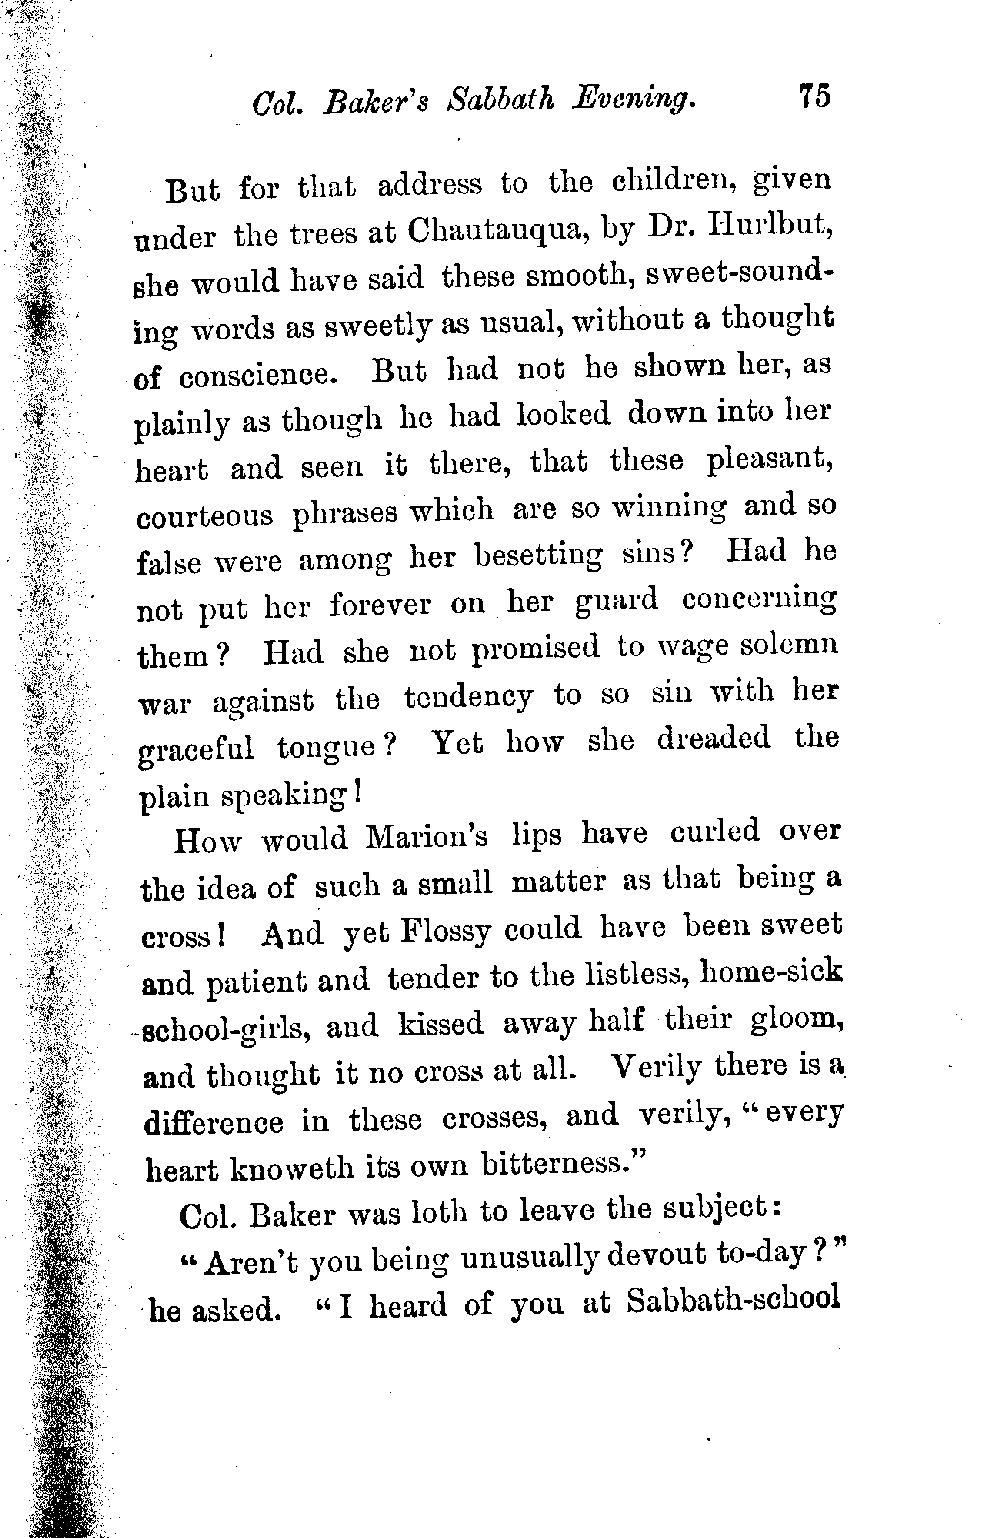 Col. Baker's Sabbath Evening. 75
But for that address to the children, given
under the trees at Chautauqua, by Dr. Hurlbut,
she would have said these smooth, sweet-sound-
ing words as sweetly as usual, without a thought
of conscience. But had not he shown her, as
plainly as though he had looked down into her
heart and seen it there, that these pleasant,
courteous phrases which are so winning and so
false were among her besetting sins? Had he
not put her forever on her guard concerning
them? Had she not promised to wage solemn
war against the tendency to so sin with her
graceful tongue? Yet how she dreaded the
plain speaking!
How would Marion's lips have curled over
the idea of such a small matter as that being a
cross! And yet Flossy could have been sweet
and patient and tender to the listless, home-sick
school-girls, and kissed away half their gloom,
and thought it no cross at all. Verily there is a
difference in these crosses, and verily, "every
heart knoweth its own bitterness."
Col. Baker was loth to leave the subject:
"Aren't you being unusually devout to-day?"
he asked. "I heard of you at Sabbath-school